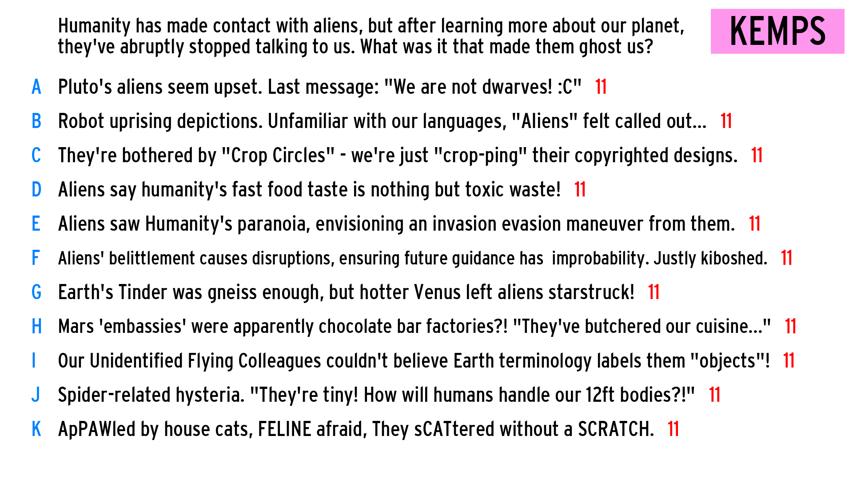 Humanity has made contact with aliens, but after learning more about our planet,
they've abruptly stopped talking to us. What was it that made them ghost us?
KEMPS
A Pluto's aliens seem upset. Last message: "We are not dwarves! :C" 11
B Robot uprising depictions. Unfamiliar with our languages, "Aliens" felt called out... 11
C They're bothered by "Crop Circles" - we're just "crop-ping" their copyrighted designs. 11
D Aliens say humanity's fast food taste is nothing but toxic waste! 11
E Aliens saw Humanity's paranoia, envisioning an invasion evasion maneuver from them. 11
F Aliens' belittlement causes disruptions, ensuring future guidance has improbability. Justly kiboshed. 11
G Earth's Tinder was gneiss enough, but hotter Venus left aliens starstruck! 11
H Mars 'embassies' were apparently chocolate bar factories?! "They've butchered our cuisine..." 11
I Our Unidentified Flying Colleagues couldn't believe Earth terminology labels them "objects"! 11
J Spider-related hysteria. "They're tiny! How will humans handle our 12ft bodies?!" 11
K ApPAWled by house cats, FELINE afraid, They sCATtered without a SCRATCH. 11